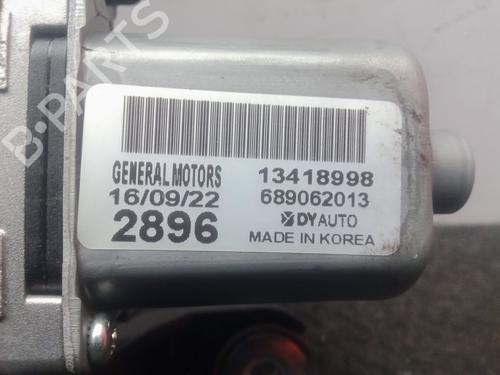 B-PARTS
GENERAL MOTORS 13418998
16/09/22 689062013
2896 DY AUTO
MADE IN KOREA